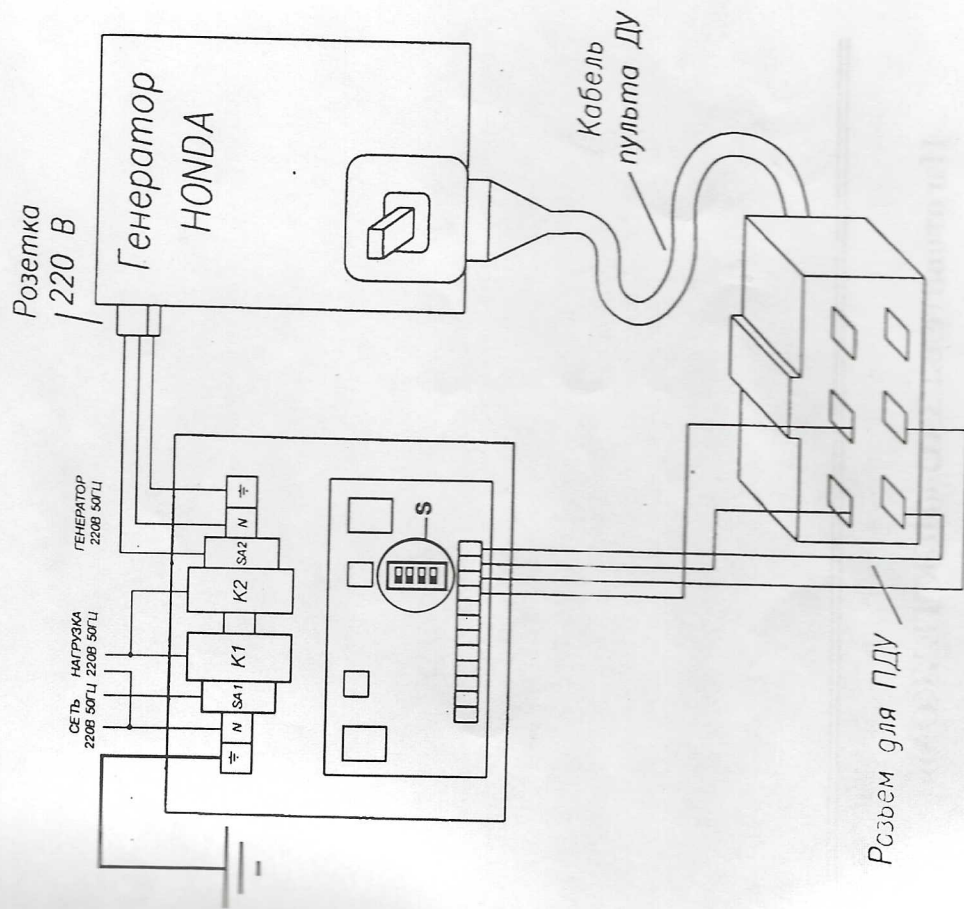 Розетка
220 В
Генератор
HONDA
Кабель
пульта ДУ
СЕТЬ
220В 50ГЦ
НАГРУЗКА
220В 50ГЦ
ГЕНЕРАТОР
220В 50ГЦ
N
SA1
K1
K2
SA2
N
S
Розьем для ПДУ